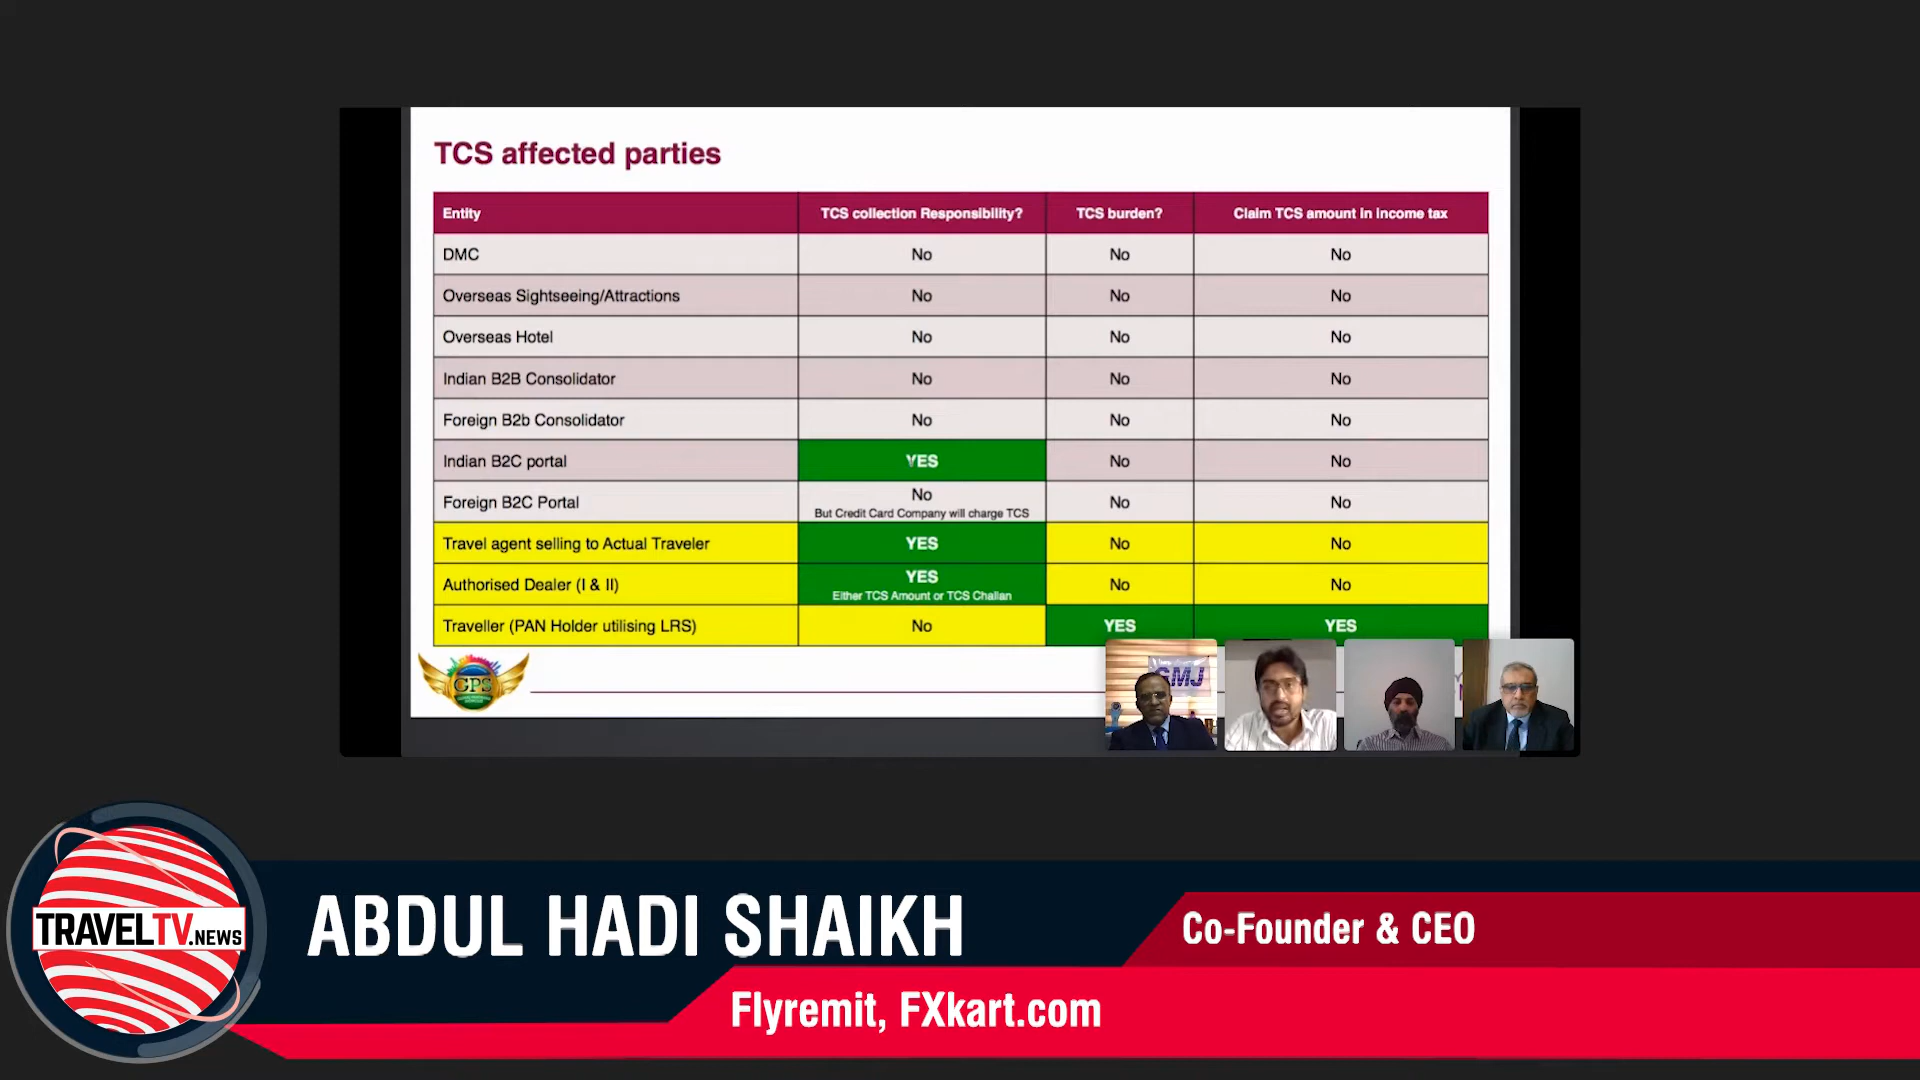 TCS affected parties
Entity TCS collection Responsibility? TCS burden? Claim TCS amount in income tax
DMC No No No
Overseas Sightseeing/Attractions No No No
Overseas Hotel No No No
Indian B2B Consolidator No No No
Foreign B2b Consolidator No No No
Indian B2C portal YES No No
Foreign B2C Portal No No No
But Credit Card Company will charge TCS
Travel agent selling to Actual Traveler YES No No
Authorised Dealer (I & II) YES No No
Either TCS Amount or TCS Challan
Traveller (PAN Holder utilising LRS) No YES YES
GPS
GMJ
TRAVELTV.NEWS
ABDUL HADI SHAIKH
Co-Founder & CEO
Flyremit, FXkart.com